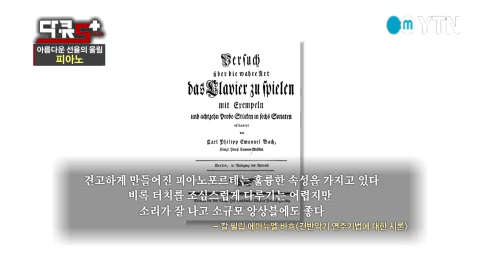 다큐S+
아름다운 선율의 울림
피아노
YTN
Versuch
über die wahre Art
das Clavier zu spielen
mit Exempeln
und achtzehn Probe-Stücken in sechs Sonaten
erläutert
von
Carl Philipp Emanuel Bach,
견고하게 만들어진 피아노포르테는 훌륭한 속성을 가지고 있다
비록 터치를 조심스럽게 다루기는 어렵지만
소리가 잘 나고 소규모 앙상블에도 좋다
- 칼 필립 에마누엘 바흐(건반악기 연주기법에 대한 시론)